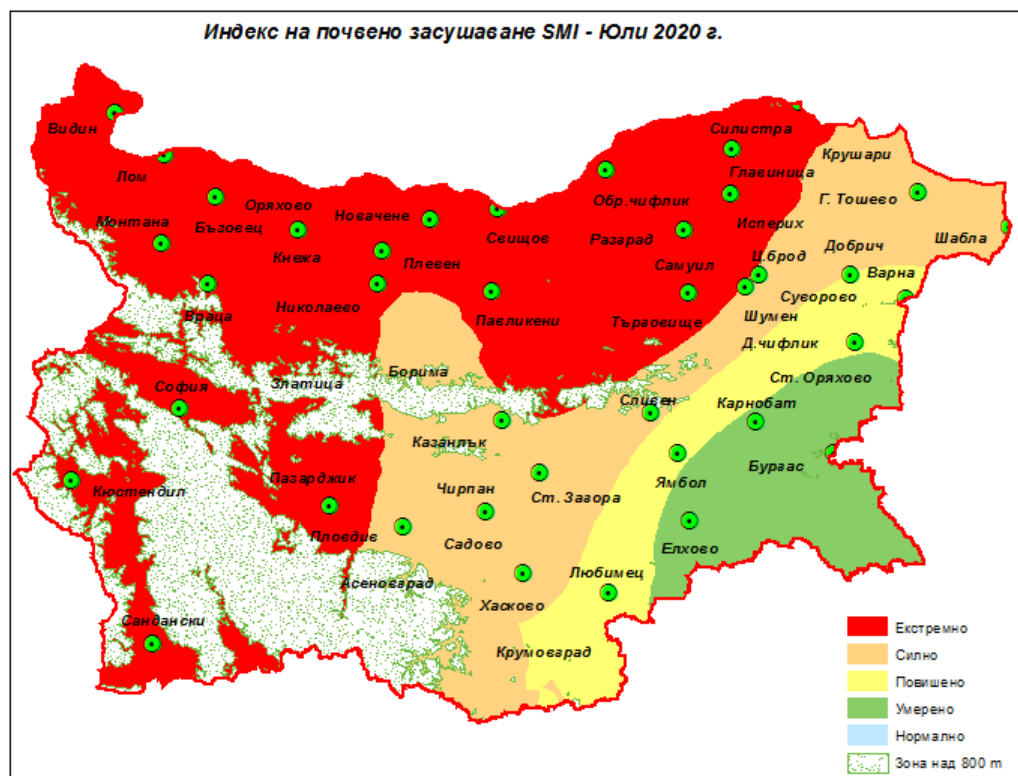 Индекс на почвено засушаване SMI - Юли 2020 г.
Видин
Силистра
Крушари
Лом
Главиница
Г. Тошево
Оряхово
Обр.чифлик
Монтана
Новачене
Исперих
Бъзовец
Свищов
Разград
Шабла
Кнежа
Плевен
Самуил
Ц.брод
Добрич
Варна
Враца
Николаево
Павликени
Търговище
Суворово
Шумен
Д.чифлик
Борима
Ст. Оряхово
София
Златица
Сливен
Карнобат
Казанлък
Бургас
Кюстендил
Пазарджик
Чирпан
Ст. Загора
Ямбол
Пловдив
Садово
Елхово
Асеновград
Любимец
Хасково
Сандански
Крумовград
Екстремно
Силно
Повишено
Умерено
Нормално
Зона над 800 m